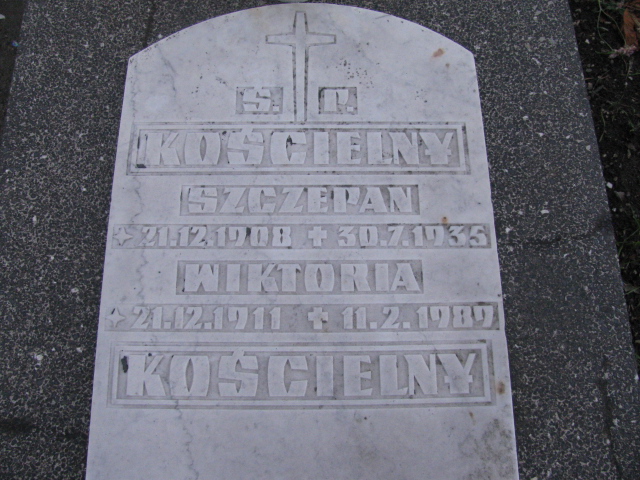 Ś. P.
KOŚCIELNY
SZCZEPAN
* 21.12.1908 + 30.7.1935
WIKTORIA
* 21.12.1911 + 11.2.1989
KOŚCIELNY